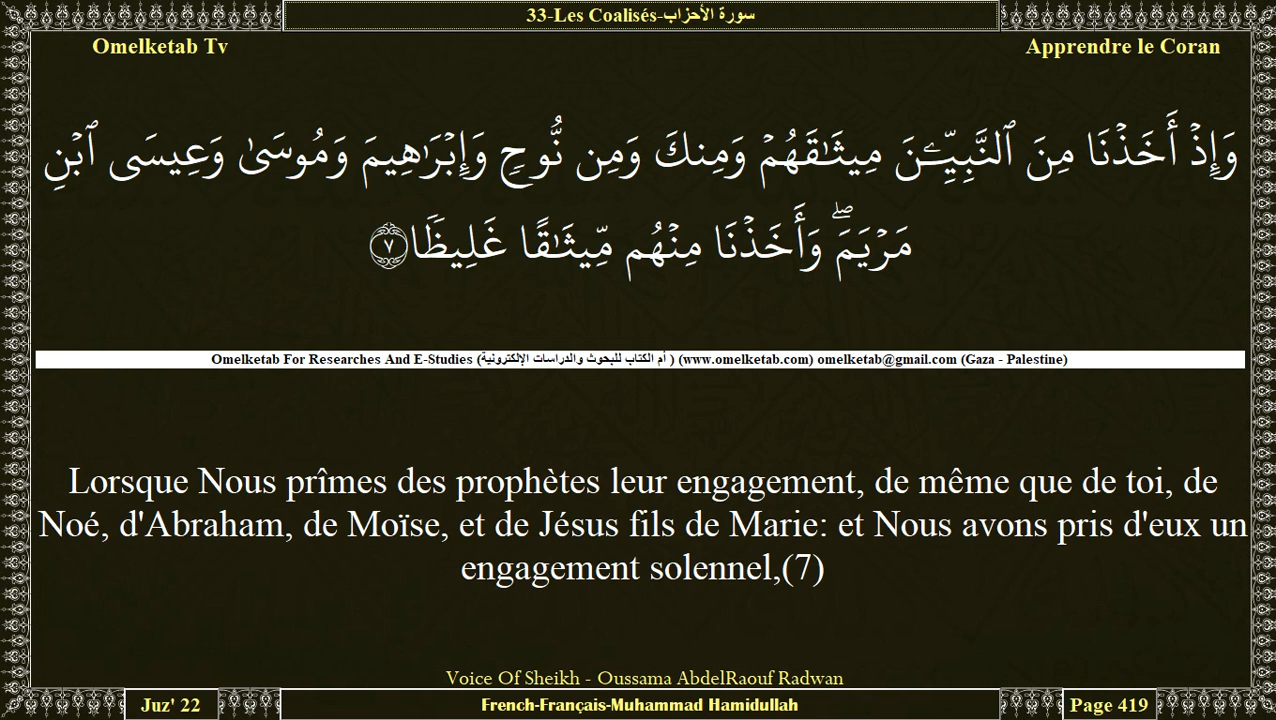 33-Les Coalisés-سورة الأحزاب
Omelketab Tv
Apprendre le Coran
وَإِذۡ أَخَذۡنَا مِنَ ٱلنَّبِيِّـۧنَ مِيثَٰقَهُمۡ وَمِنكَ وَمِن نُّوحٖ وَإِبۡرَٰهِيمَ وَمُوسَىٰ وَعِيسَى ٱبۡنِ
مَرۡيَمَۖ وَأَخَذۡنَا مِنۡهُم مِّيثَٰقًا غَلِيظٗا ٧
Omelketab For Researches And E-Studies (أم الكتاب للبحوث والدراسات الإلكترونية ) (www.omelketab.com) omelketab@gmail.com (Gaza - Palestine)
Lorsque Nous prîmes des prophètes leur engagement, de même que de toi, de
Noé, d'Abraham, de Moïse, et de Jésus fils de Marie: et Nous avons pris d'eux un
engagement solennel,(7)
Voice Of Sheikh - Oussama AbdelRaouf Radwan
Juz' 22
French-Français-Muhammad Hamidullah
Page 419